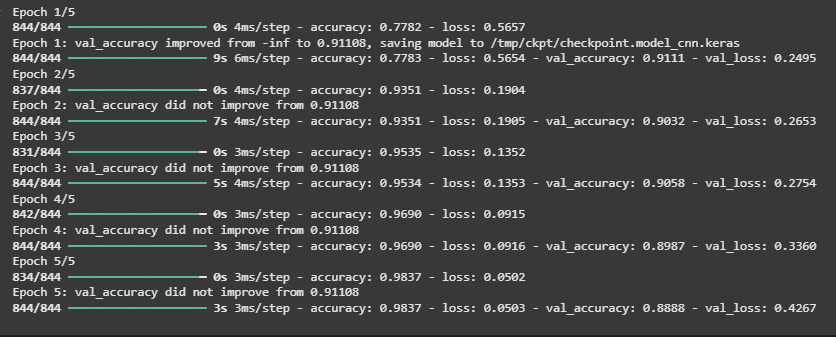 Epoch 1/5
844/844 ━━━━━━━━━━━━━━━━━━━━ 0s 4ms/step - accuracy: 0.7782 - loss: 0.5657
Epoch 1: val_accuracy improved from -inf to 0.91108, saving model to /tmp/ckpt/checkpoint.model_cnn.keras
844/844 ━━━━━━━━━━━━━━━━━━━━ 9s 6ms/step - accuracy: 0.7783 - loss: 0.5654 - val_accuracy: 0.9111 - val_loss: 0.2495
Epoch 2/5
837/844 ━━━━━━━━━━━━━━━━━━━━ 0s 4ms/step - accuracy: 0.9351 - loss: 0.1904
Epoch 2: val_accuracy did not improve from 0.91108
844/844 ━━━━━━━━━━━━━━━━━━━━ 7s 4ms/step - accuracy: 0.9351 - loss: 0.1905 - val_accuracy: 0.9032 - val_loss: 0.2653
Epoch 3/5
831/844 ━━━━━━━━━━━━━━━━━━━━ 0s 3ms/step - accuracy: 0.9535 - loss: 0.1352
Epoch 3: val_accuracy did not improve from 0.91108
844/844 ━━━━━━━━━━━━━━━━━━━━ 5s 4ms/step - accuracy: 0.9534 - loss: 0.1353 - val_accuracy: 0.9058 - val_loss: 0.2754
Epoch 4/5
842/844 ━━━━━━━━━━━━━━━━━━━━ 0s 3ms/step - accuracy: 0.9690 - loss: 0.0915
Epoch 4: val_accuracy did not improve from 0.91108
844/844 ━━━━━━━━━━━━━━━━━━━━ 3s 3ms/step - accuracy: 0.9690 - loss: 0.0916 - val_accuracy: 0.8987 - val_loss: 0.3360
Epoch 5/5
834/844 ━━━━━━━━━━━━━━━━━━━━ 0s 3ms/step - accuracy: 0.9837 - loss: 0.0502
Epoch 5: val_accuracy did not improve from 0.91108
844/844 ━━━━━━━━━━━━━━━━━━━━ 3s 3ms/step - accuracy: 0.9837 - loss: 0.0503 - val_accuracy: 0.8888 - val_loss: 0.4267